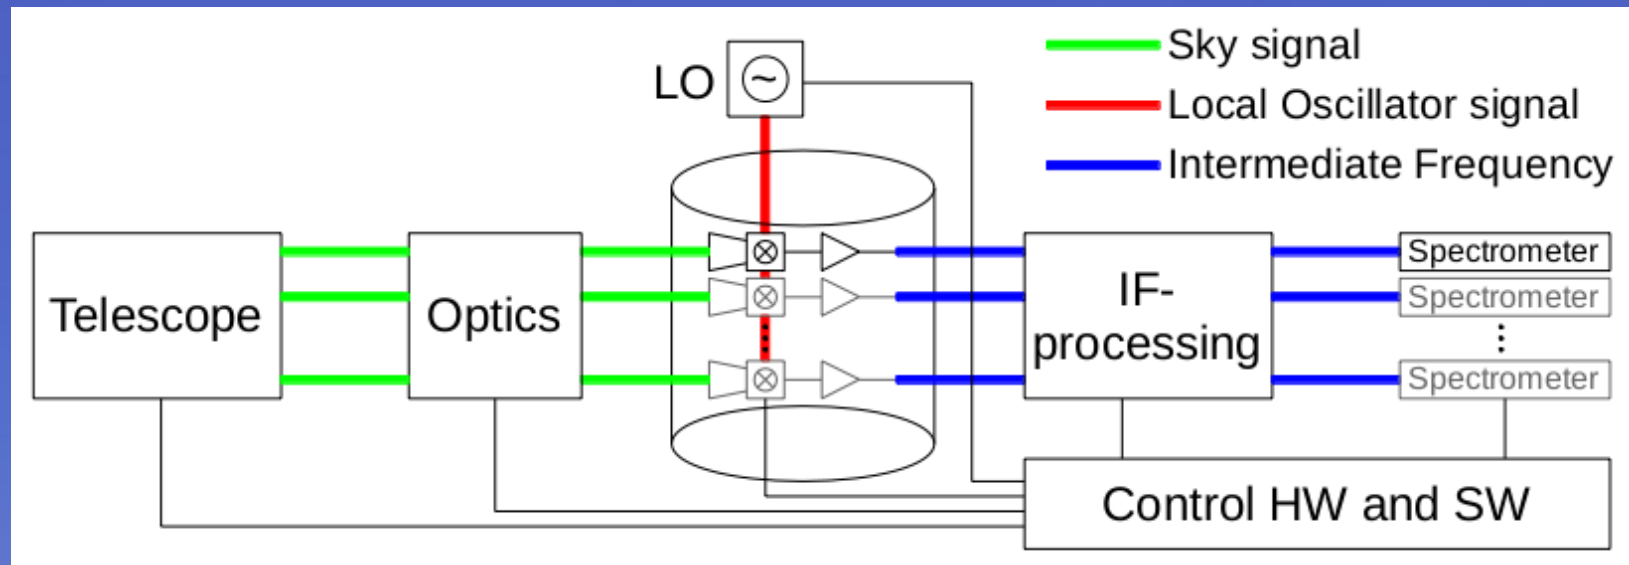 LO
~
Sky signal
Local Oscillator signal
Intermediate Frequency
Telescope
Optics
IF-
processing
Spectrometer
Spectrometer
Spectrometer
Control HW and SW